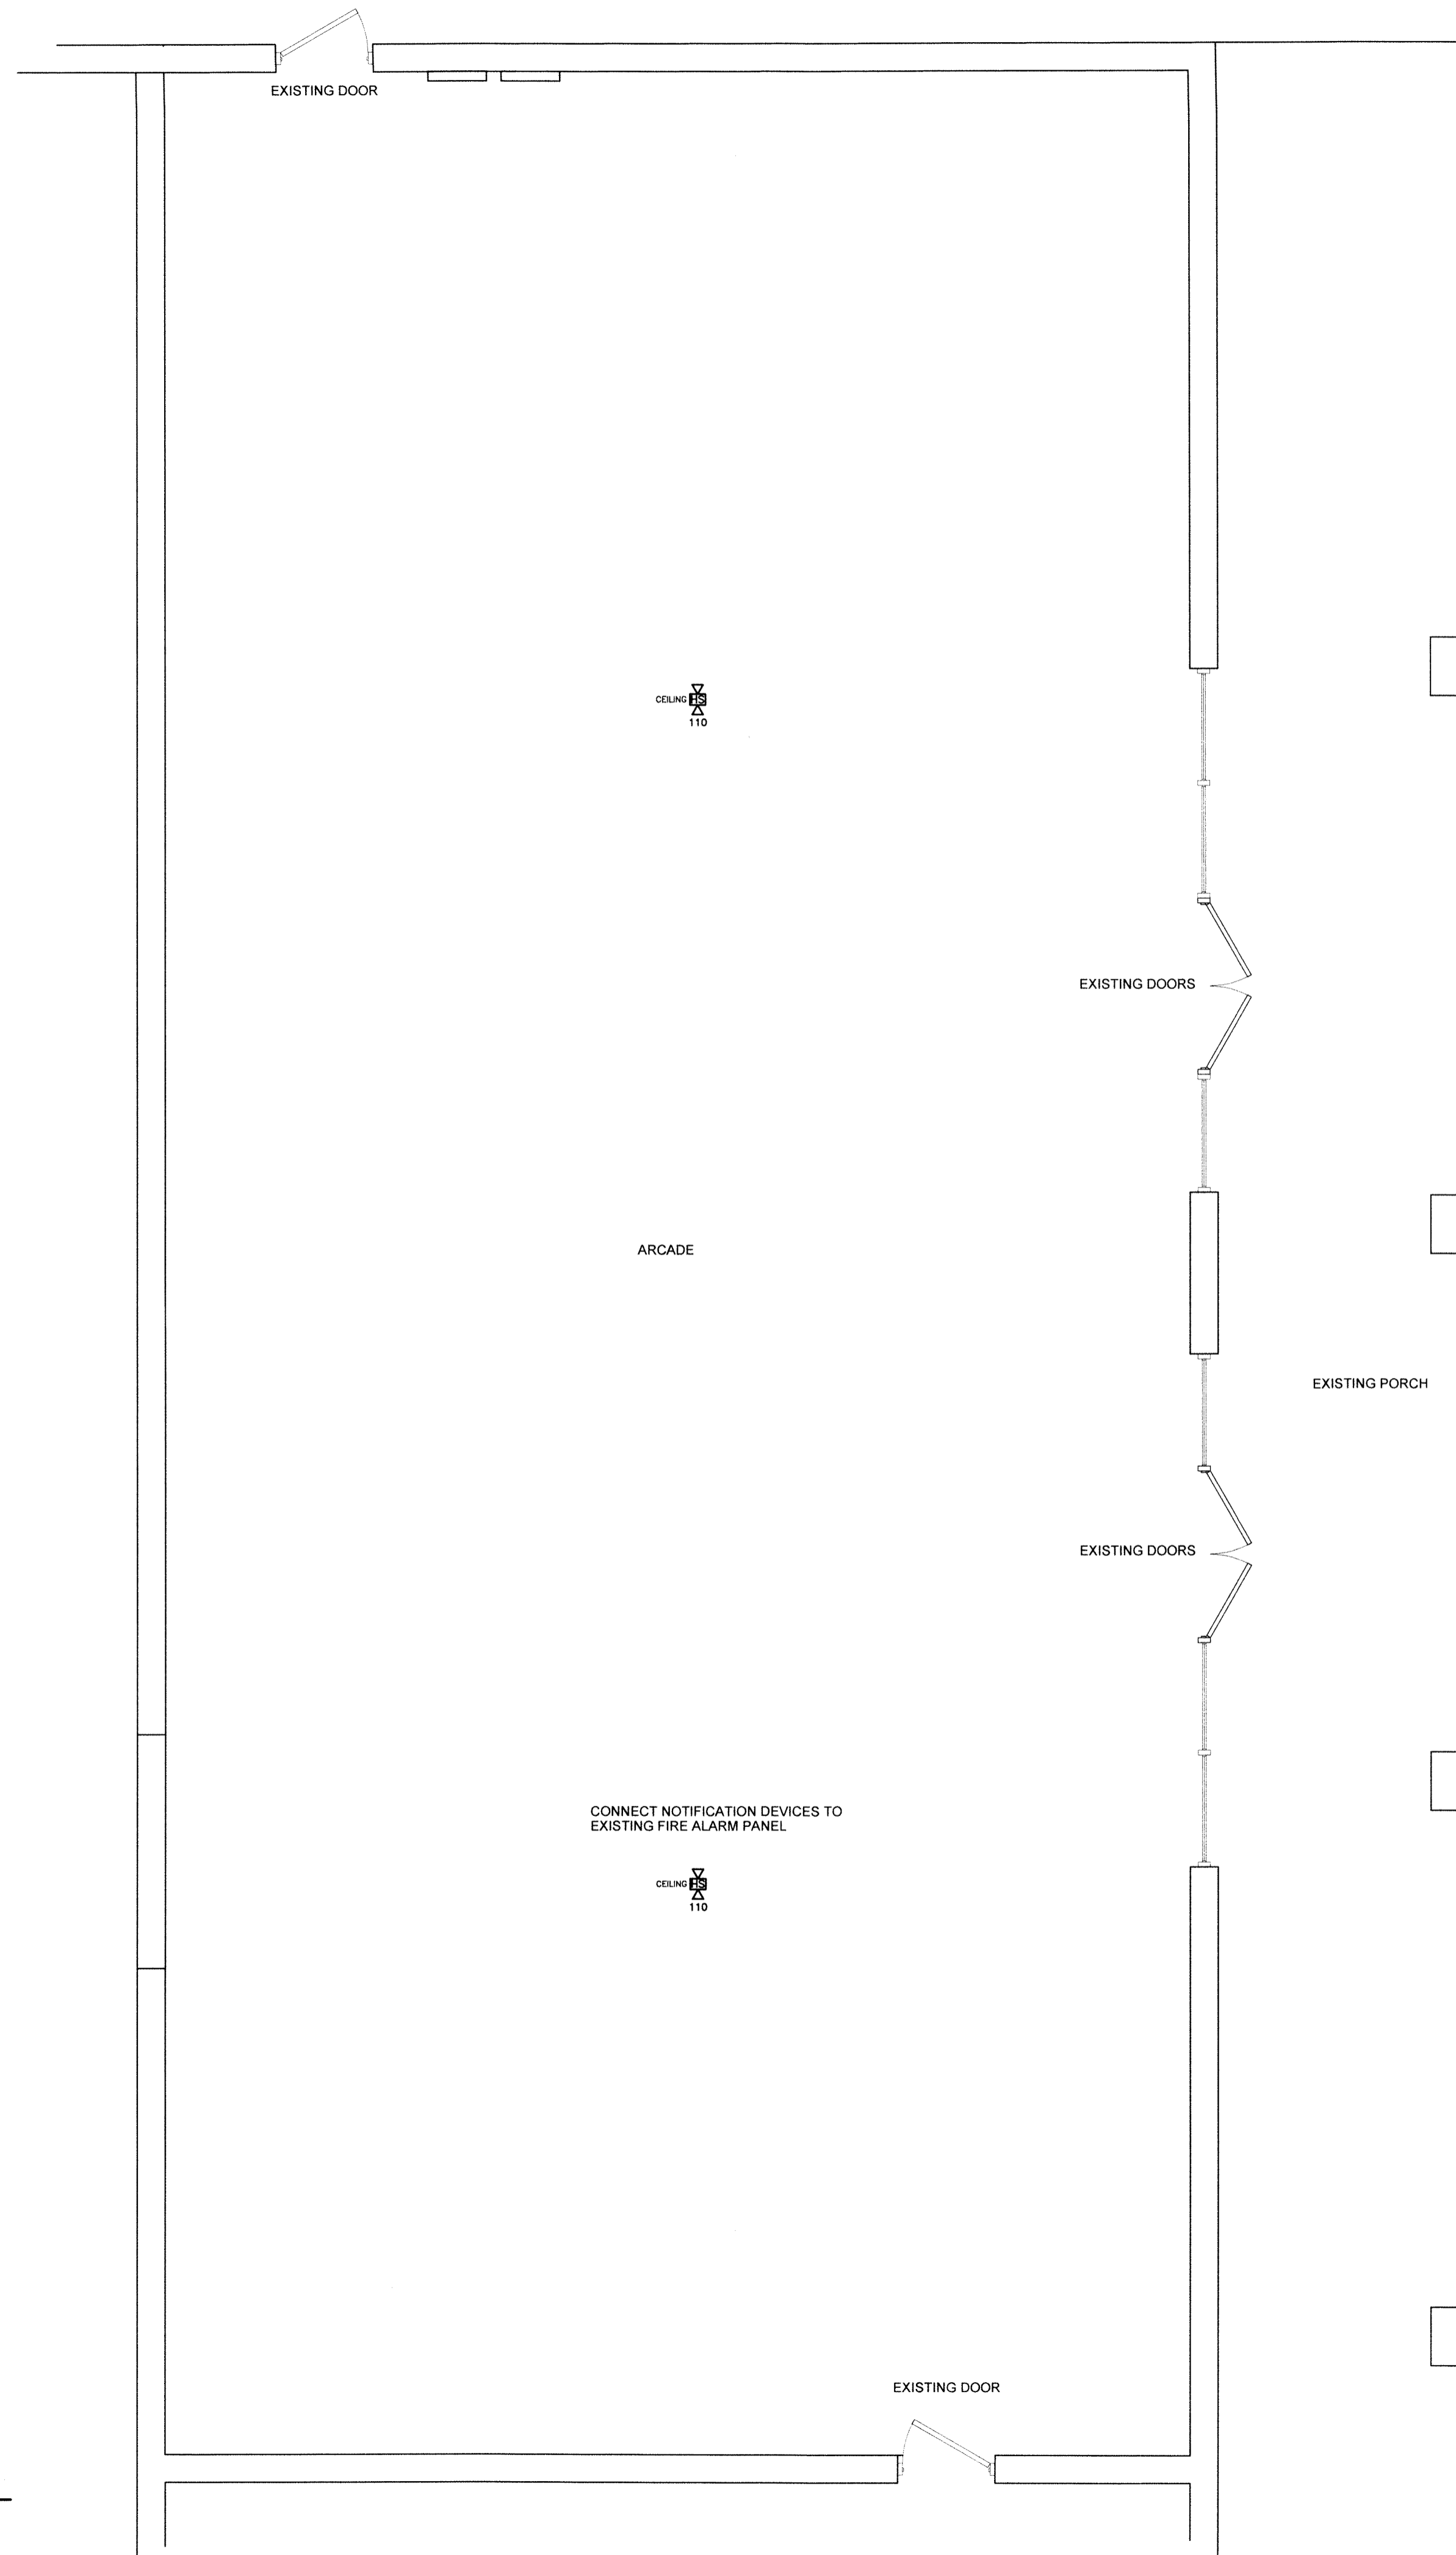 EXISTING DOOR
CEILING HS
110
EXISTING DOORS
ARCADE
EXISTING PORCH
EXISTING DOORS
CONNECT NOTIFICATION DEVICES TO
EXISTING FIRE ALARM PANEL
CEILING HS
110
EXISTING DOOR